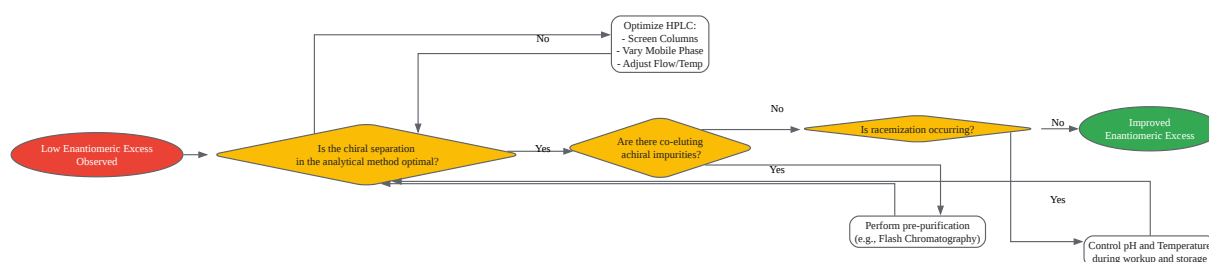 Optimize HPLC:
- Screen Columns
- Vary Mobile Phase
- Adjust Flow/Temp
No
Low Enantiomeric Excess
Observed
Is the chiral separation
in the analytical method optimal?
Yes
Are there co-eluting
achiral impurities?
No
Yes
Is racemization occurring?
No
Improved
Enantiomeric Excess
Yes
Perform pre-purification
(e.g., Flash Chromatography)
Control pH and Temperature
during workup and storage